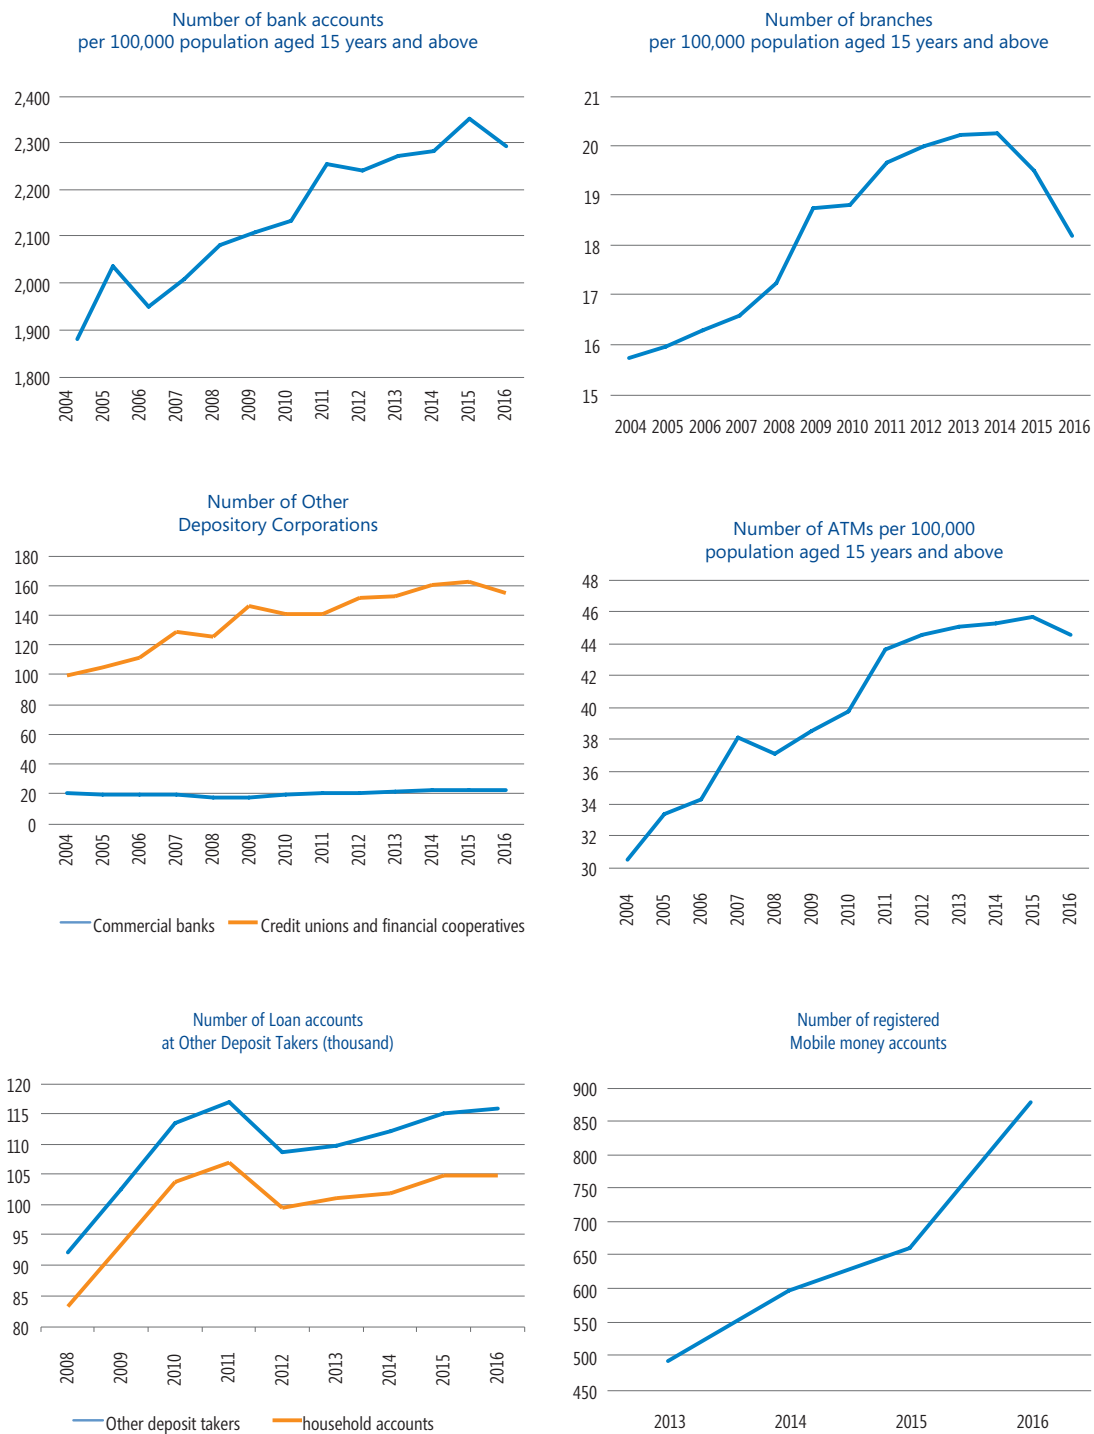 Number of bank accounts
per 100,000 population aged 15 years and above
2,400
2,300
2,200
2,100
2,000
1,900
1,800
2004 2005 2006 2007 2008 2009 2010 2011 2012 2013 2014 2015 2016
Number of branches
per 100,000 population aged 15 years and above
21
20
19
18
17
16
15
2004 2005 2006 2007 2008 2009 2010 2011 2012 2013 2014 2015 2016
Number of Other
Depository Corporations
180
160
140
120
100
80
60
40
20
0
2004 2005 2006 2007 2008 2009 2010 2011 2012 2013 2014 2015 2016
Commercial banks Credit unions and financial cooperatives
Number of ATMs per 100,000
population aged 15 years and above
48
46
44
42
40
38
36
34
32
30
2004 2005 2006 2007 2008 2009 2010 2011 2012 2013 2014 2015 2016
Number of Loan accounts
at Other Deposit Takers (thousand)
120
115
110
105
100
95
90
85
80
2008 2009 2010 2011 2012 2013 2014 2015 2016
Other deposit takers household accounts
Number of registered
Mobile money accounts
900
850
800
750
700
650
600
550
500
450
2013 2014 2015 2016